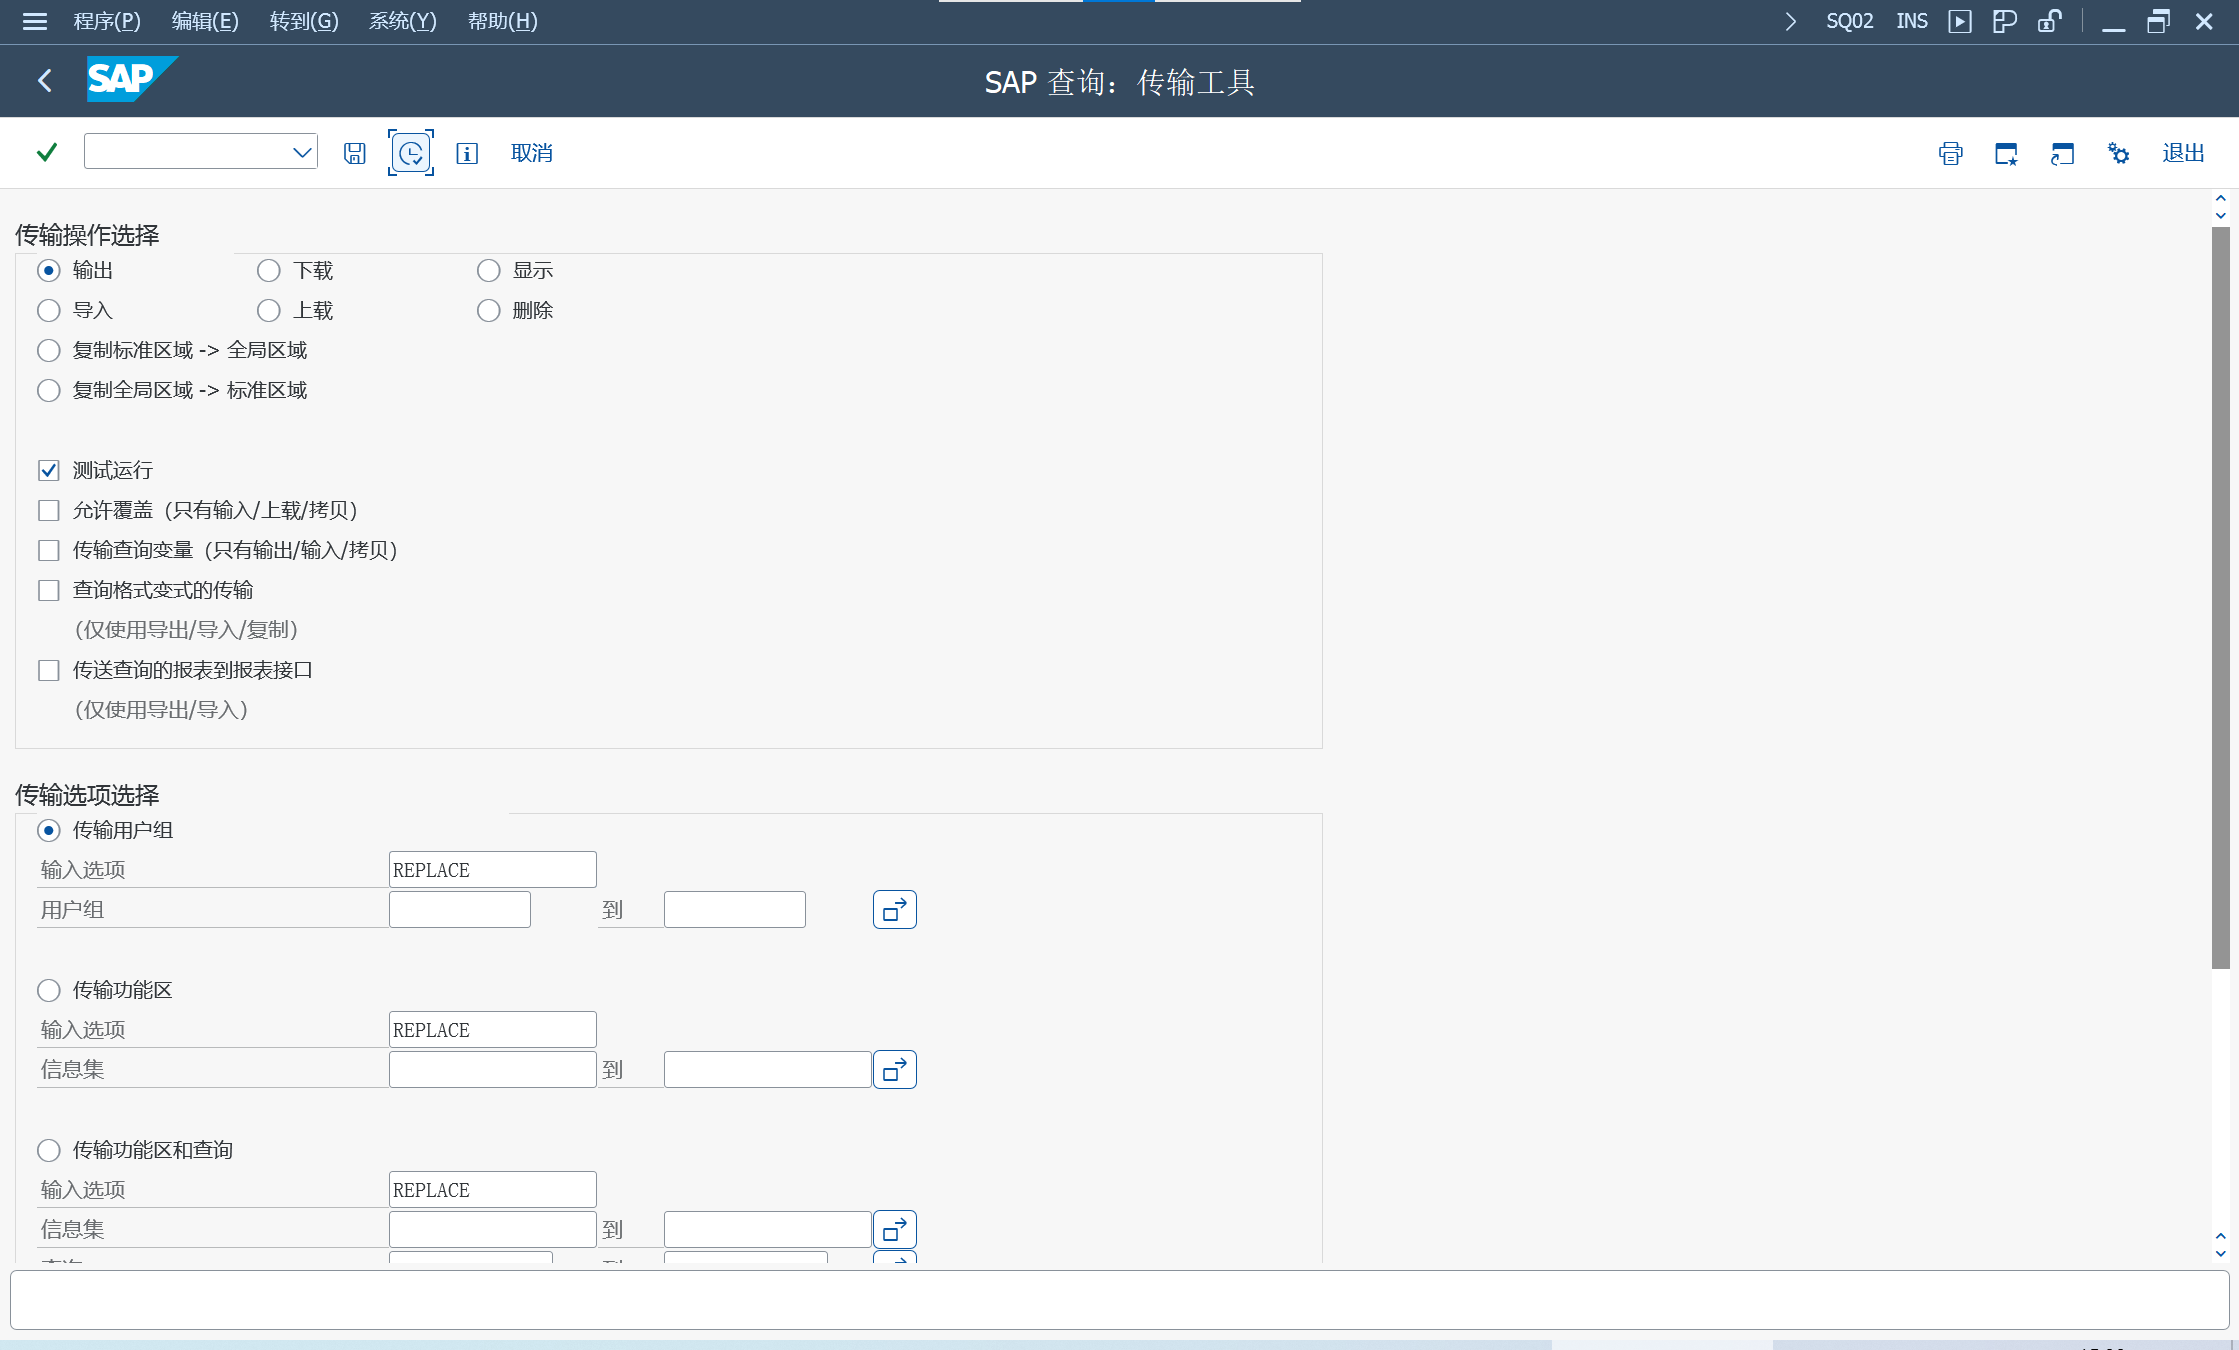 程序(P) 编辑(E) 转到(G) 系统(Y) 帮助(H) SQ02 INS
SAP SAP 查询：传输工具
取消 退出
传输操作选择
输出 下载 显示
导入 上载 删除
复制标准区域 -> 全局区域
复制全局区域 -> 标准区域
测试运行
允许覆盖（只有输入/上载/拷贝）
传输查询变量（只有输出/输入/拷贝）
查询格式变式的传输
（仅使用导出/导入/复制）
传送查询的报表到报表接口
（仅使用导出/导入）
传输选项选择
传输用户组
输入选项 REPLACE
用户组 到
传输功能区
输入选项 REPLACE
信息集 到
传输功能区和查询
输入选项 REPLACE
信息集 到